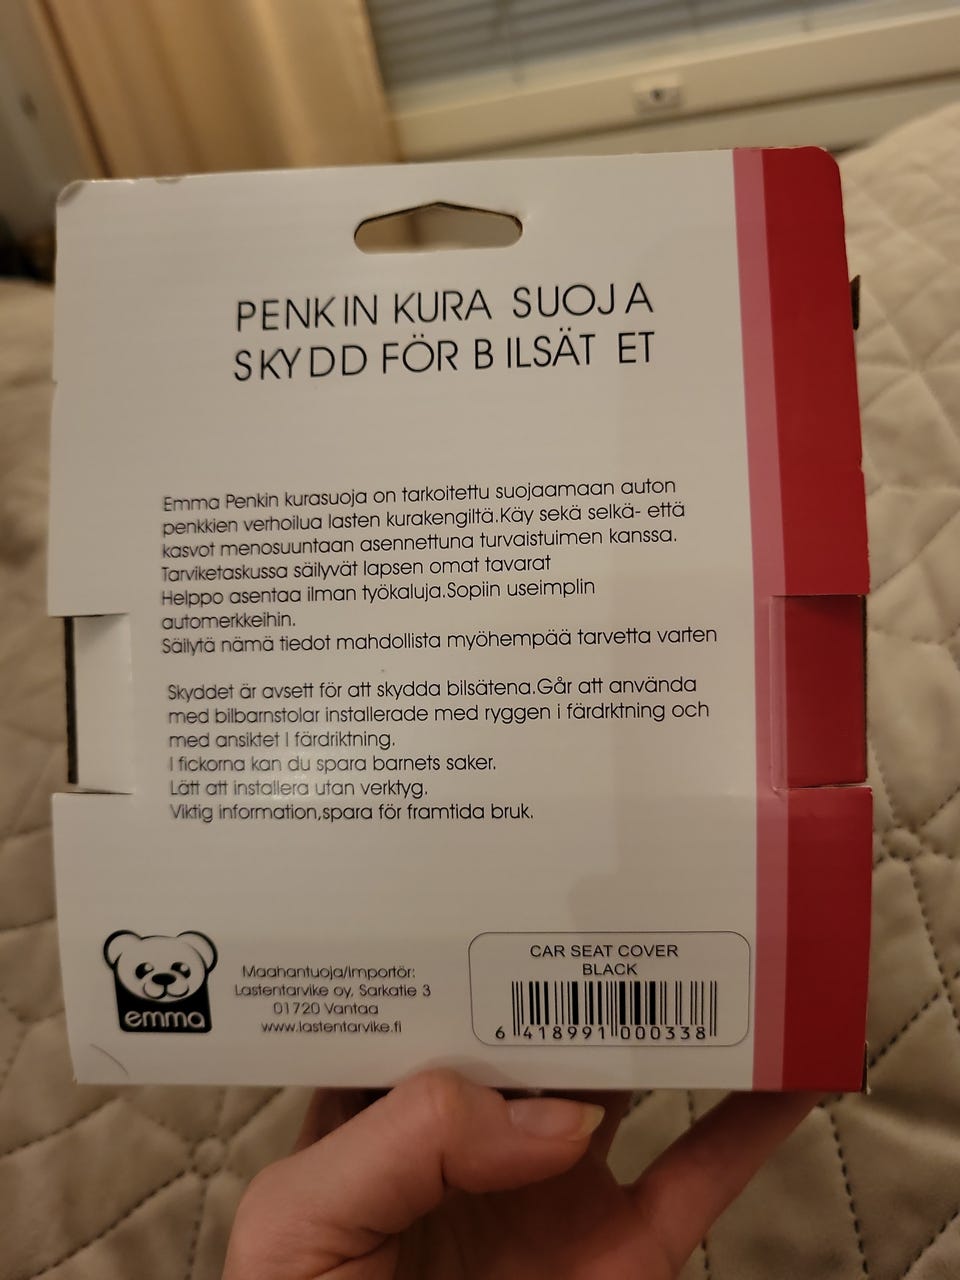 PENKIN KURA SUOJA
SKYDD FÖR BILSÄT ET
Emma Penkin kurasuoja on tarkoitettu suojaamaan auton
penkkien verhoilua lasten kurakengiltä.Käy sekä selkä- että
kasvot menosuuntaan asennettuna turvaistuimen kanssa.
Tarviketaskussa säilyvät lapsen omat tavarat
Helppo asentaa ilman työkaluja.Sopiin useimplin
automerkkeihin.
Säilytä nämä tiedot mahdollista myöhempää tarvetta varten
Skyddet är avsett för att skydda bilsätena.Går att använda
med bilbarnstolar installerade med ryggen i färdrktning och
med ansiktet I färdriktning.
I fickorna kan du spara barnets saker.
Lätt att installera utan verktyg.
Viktig information,spara för framtida bruk.
emma
Maahantuoja/Importör:
Lastentarvike oy, Sarkatie 3
01720 Vantaa
www.lastentarvike.fi
CAR SEAT COVER
BLACK
6 418991 000338